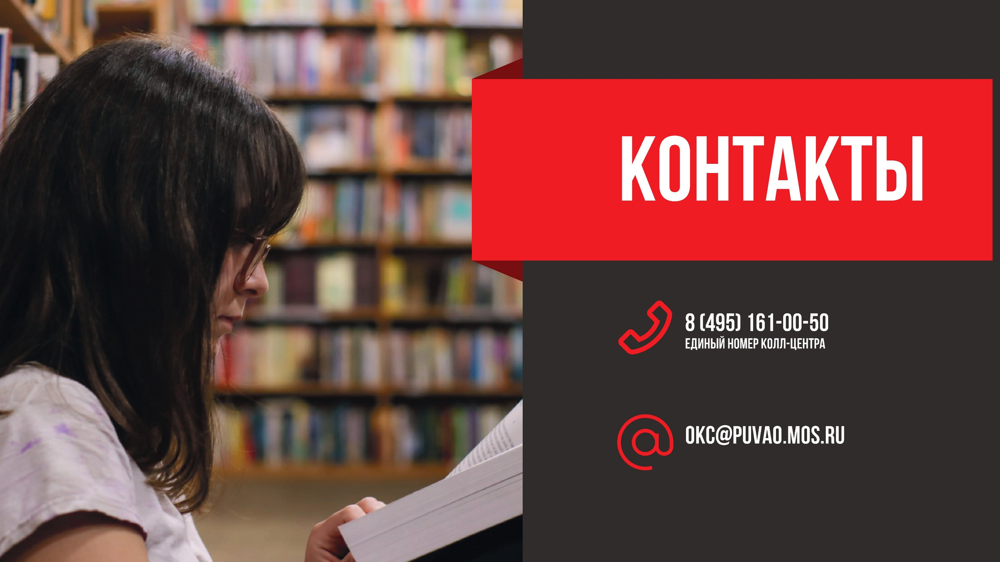 КОНТАКТЫ
8 (495) 161-00-50
ЕДИНЫЙ НОМЕР КОЛЛ-ЦЕНТРА
OKC@PUVAO.MOS.RU